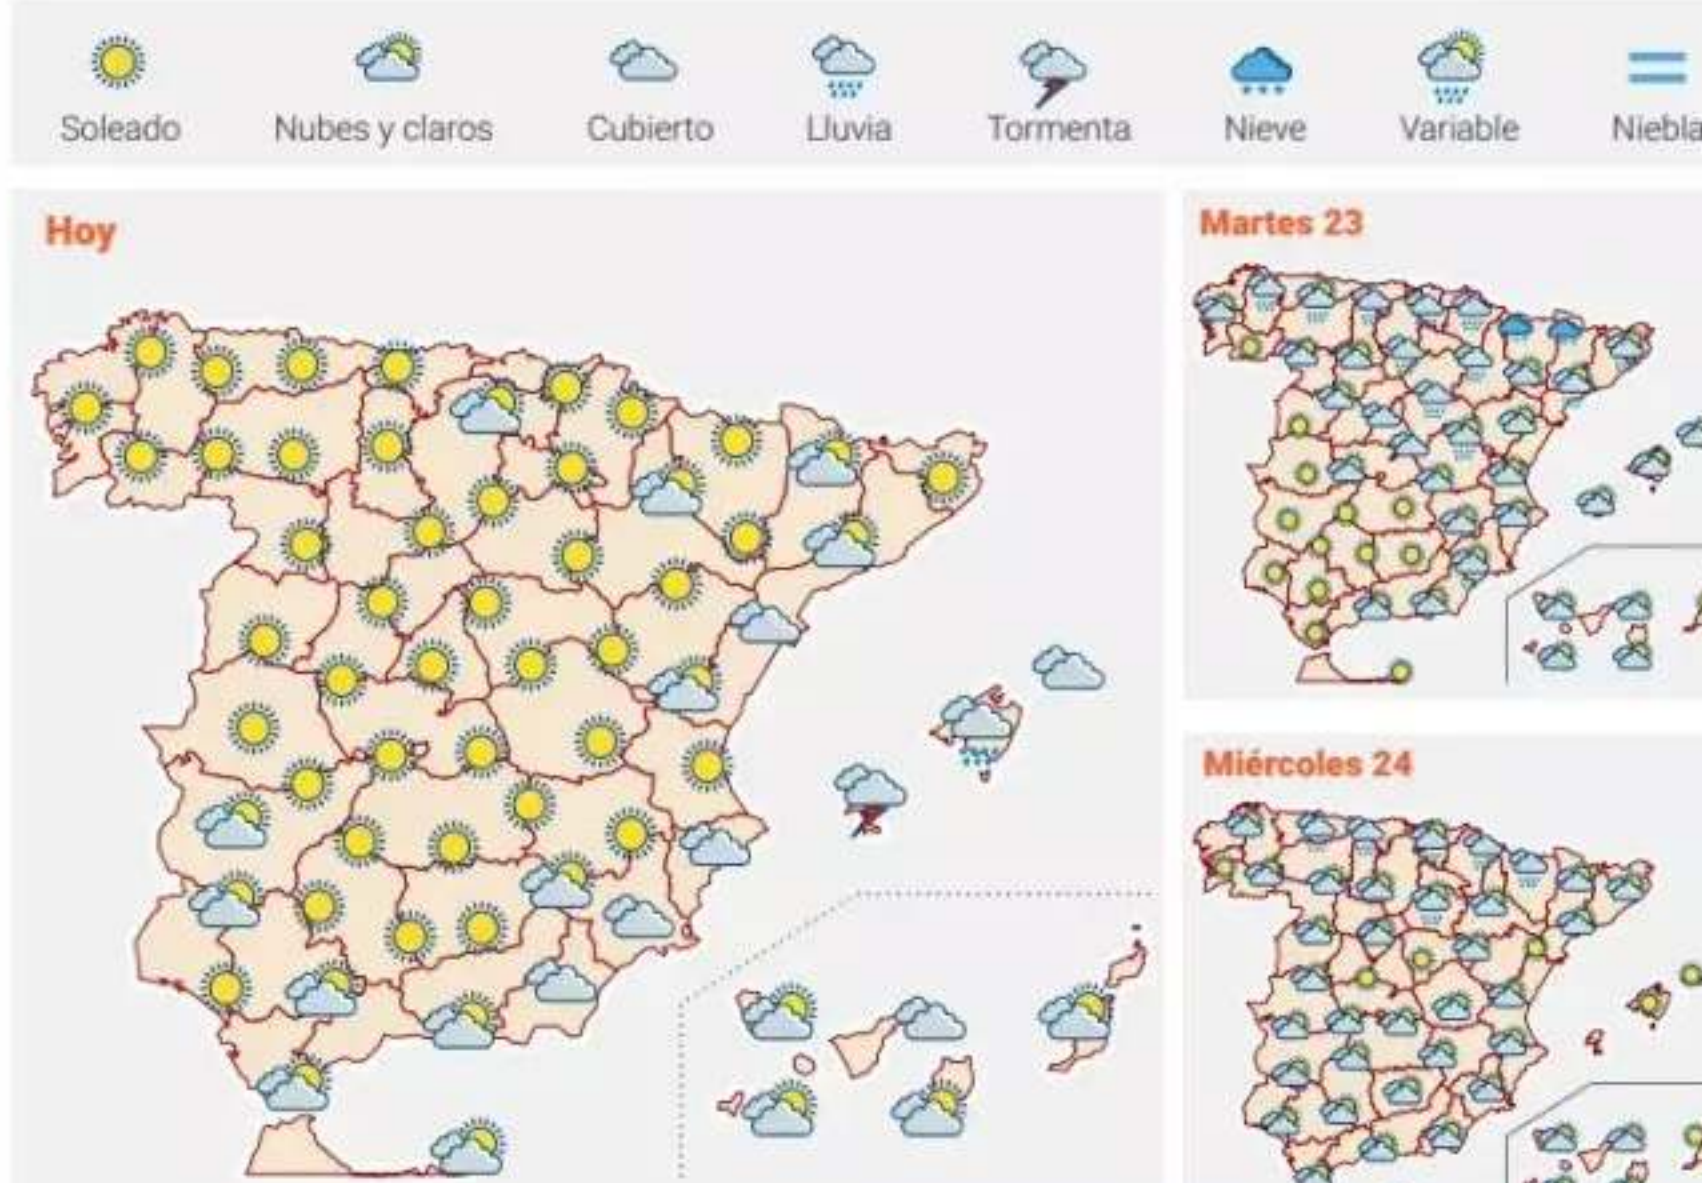 Soleado
Nubes y claros
Cubierto
Lluvia
Tormenta
Nieve
Variable
Niebla
Hoy
Martes 23
Miércoles 24